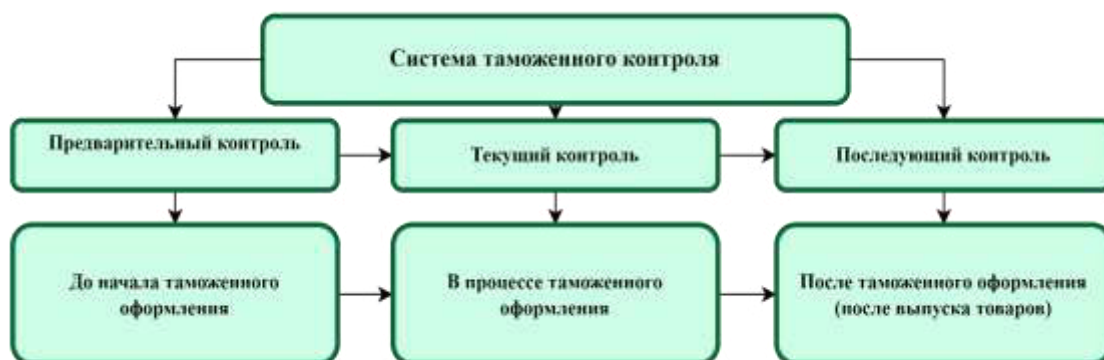 Система таможенного контроля
Предварительный контроль
Текущий контроль
Последующий контроль
До начала таможенного
оформления
В процессе таможенного
оформления
После таможенного оформления
(после выпуска товаров)